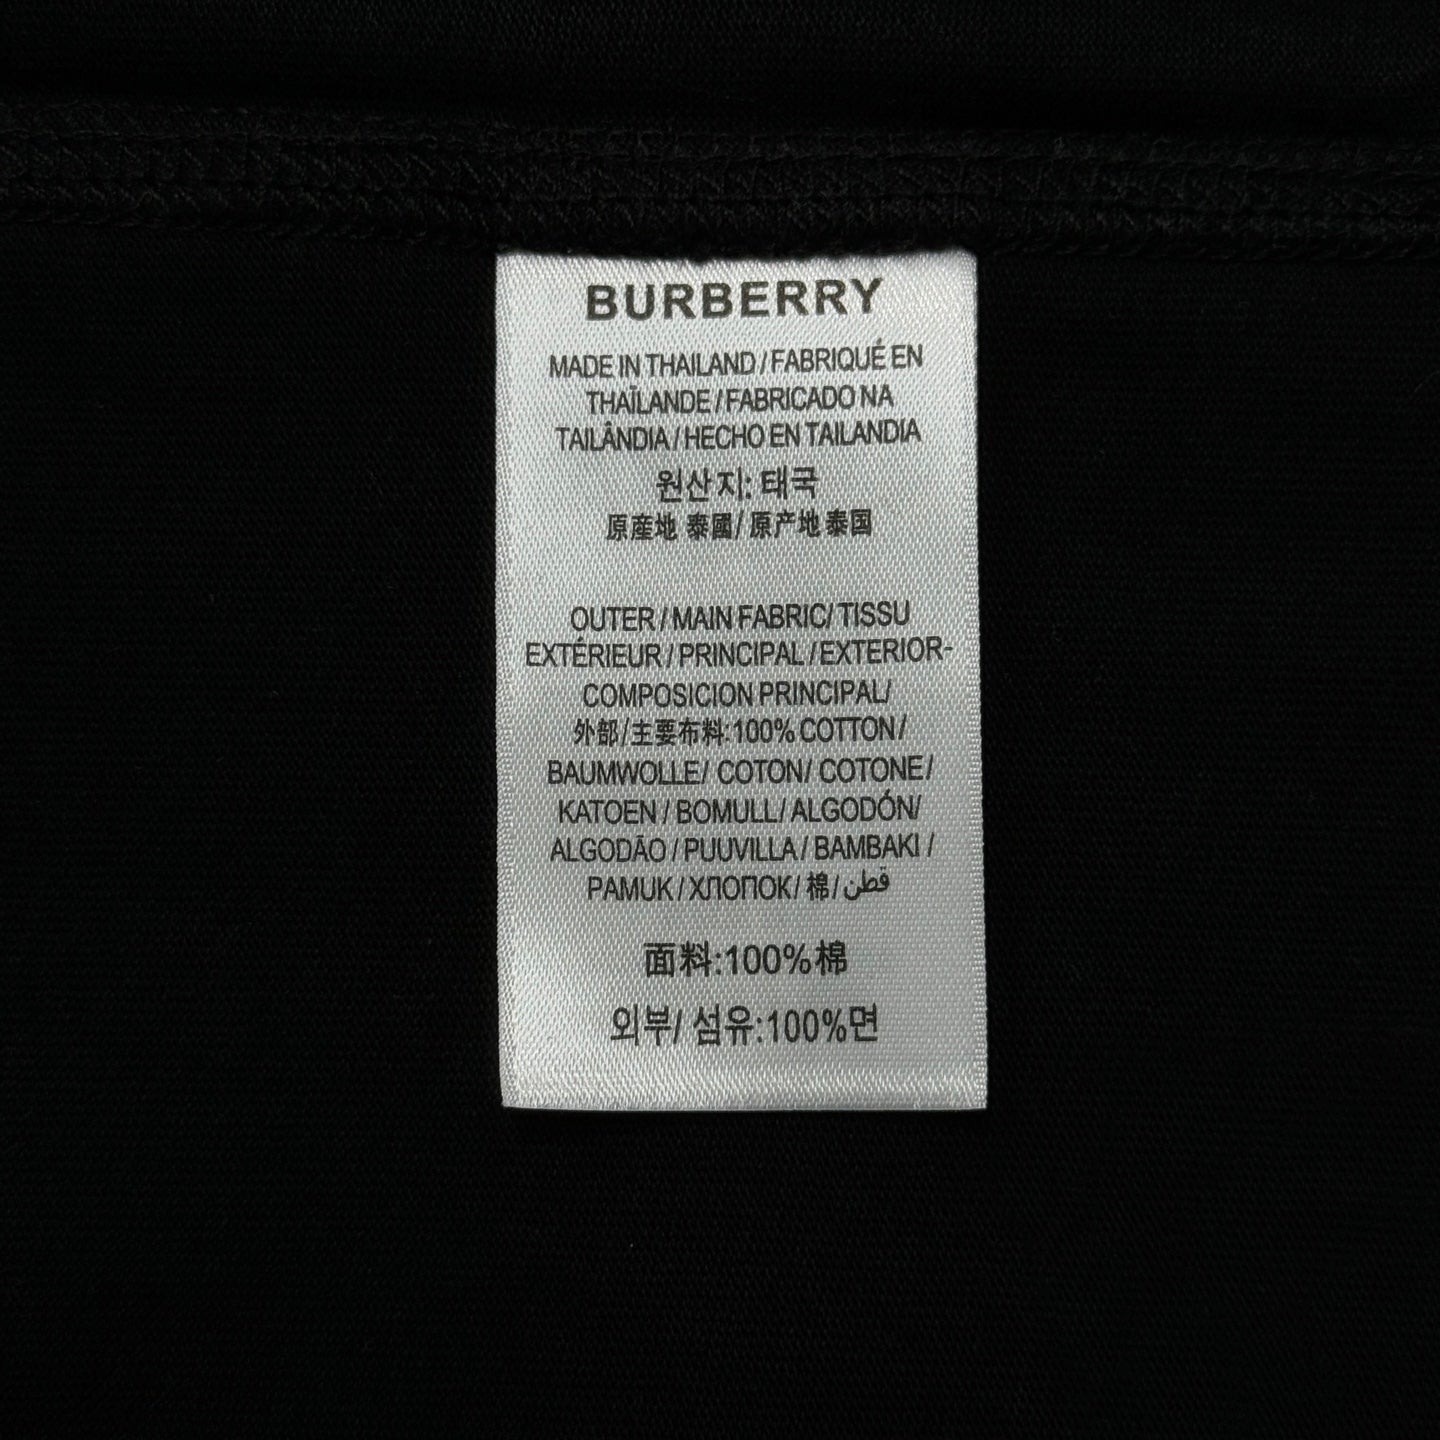 BURBERRY
MADE IN THAILAND / FABRIQUÉ EN
THAÏLANDE / FABRICADO NA
TAILÂNDIA / HECHO EN TAILANDIA
원산지: 태국
原産地 泰國/ 原产地 泰国
OUTER / MAIN FABRIC/ TISSU
EXTÉRIEUR / PRINCIPAL / EXTERIOR-
COMPOSICION PRINCIPAL/
外部/主要布料:100% COTTON /
BAUMWOLLE/ COTON/ COTONE /
KATOEN / BOMULL/ ALGODÓN/
ALGODÃO / PUUVILLA / BAMBAKI /
PAMUK / ХЛОПОК/ 棉/ قطن
面料:100%棉
외부/ 섬유:100%면